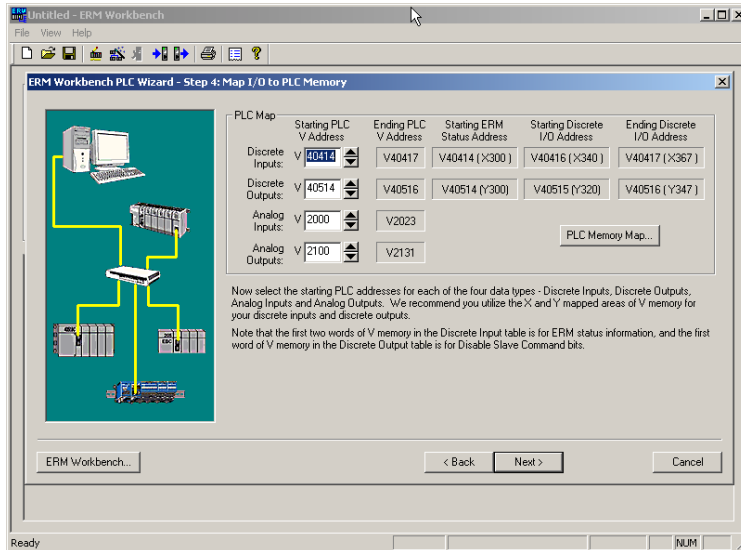 Untitled - ERM Workbench
File View Help
ERM Workbench PLC Wizard - Step 4: Map I/O to PLC Memory
PLC Map
Starting PLC V Address
Ending PLC V Address
Starting ERM Status Address
Starting Discrete I/O Address
Ending Discrete I/O Address
Discrete Inputs: V 40414 V40417 V40414 ( X300 ) V40416 ( X340 ) V40417 ( X367 )
Discrete Outputs: V 40514 V40516 V40514 (Y300) V40515 (Y320) V40516 ( Y347 )
Analog Inputs: V 2000 V2023
PLC Memory Map...
Analog Outputs: V 2100 V2131
Now select the starting PLC addresses for each of the four data types - Discrete Inputs, Discrete Outputs,
Analog Inputs and Analog Outputs. We recommend you utilize the X and Y mapped areas of V memory for
your discrete inputs and discrete outputs.
Note that the first two words of V memory in the Discrete Input table is for ERM status information, and the first
word of V memory in the Discrete Output table is for Disable Slave Command bits.
ERM Workbench... < Back Next > Cancel
Ready NUM